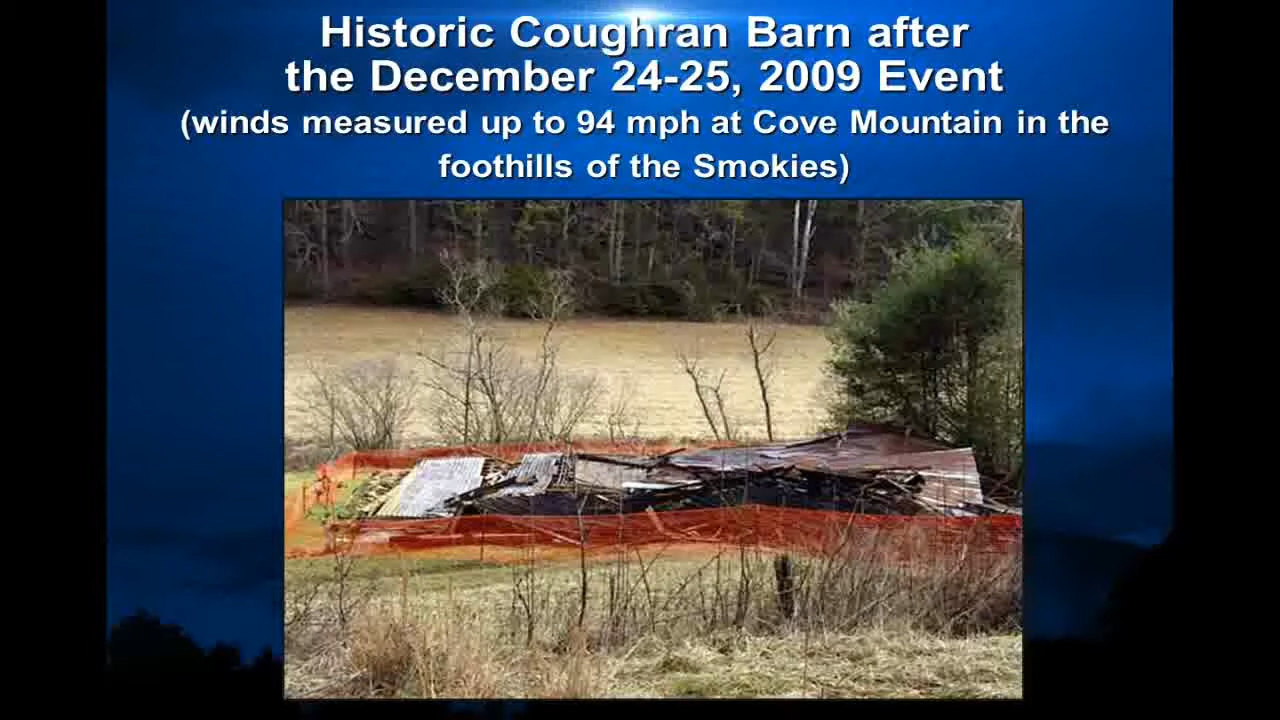 Historic Coughran Barn after
the December 24-25, 2009 Event
(winds measured up to 94 mph at Cove Mountain in the
foothills of the Smokies)